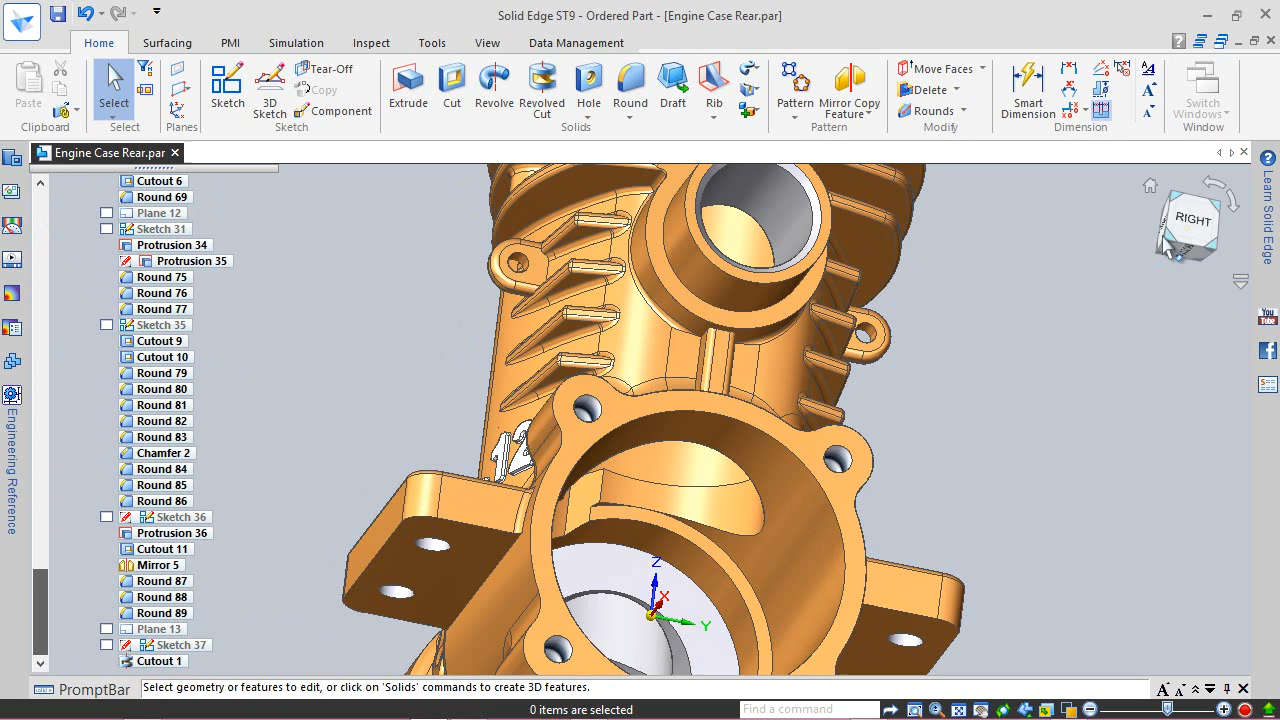 Solid Edge ST9 - Ordered Part - [Engine Case Rear.par]
Home Surfacing PMI Simulation Inspect Tools View Data Management
Paste Select Sketch 3D Sketch Tear-Off Copy Component Extrude Cut Revolve Revolved Cut Hole Round Draft Rib Pattern Mirror Copy Feature Move Faces Delete Rounds Smart Dimension Switch Windows
Clipboard Select Planes Sketch Solids Pattern Modify Dimension Window
Engine Case Rear.par
Cutout 6
Round 69
Plane 12
Sketch 31
Protrusion 34
Protrusion 35
Round 75
Round 76
Round 77
Sketch 35
Cutout 9
Cutout 10
Round 79
Round 80
Round 81
Round 82
Round 83
Chamfer 2
Round 84
Round 85
Round 86
Sketch 36
Protrusion 36
Cutout 11
Mirror 5
Round 87
Round 88
Round 89
Plane 13
Sketch 37
Cutout 1
Engineering Reference
12
Z
X
Y
RIGHT
Learn Solid Edge
You
Tube
PromptBar
Select geometry or features to edit, or click on 'Solids' commands to create 3D features.
0 items are selected
Find a command